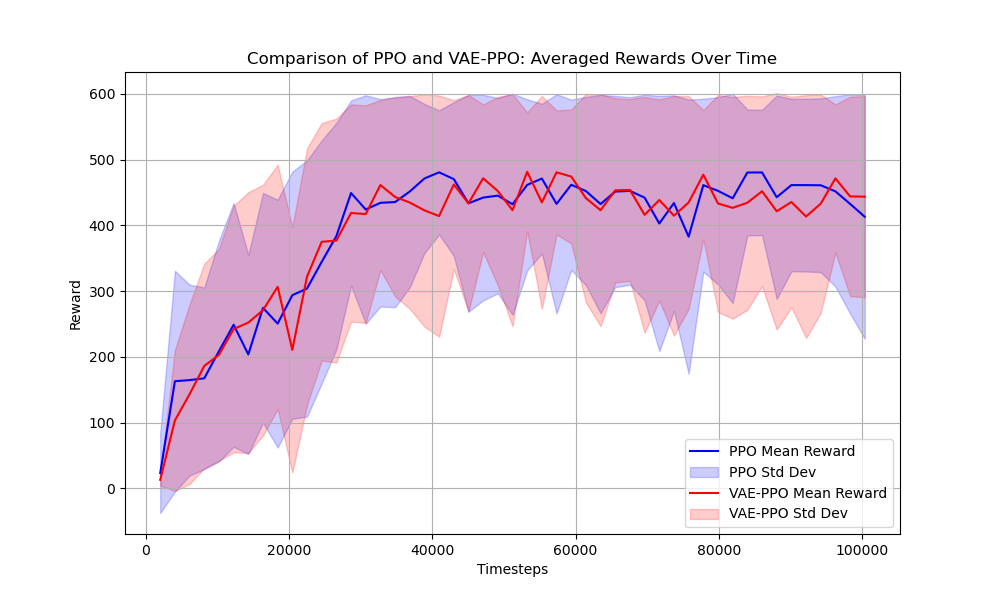 Comparison of PPO and VAE-PPO: Averaged Rewards Over Time
Reward
600
500
400
300
200
100
0
PPO Mean Reward
PPO Std Dev
VAE-PPO Mean Reward
VAE-PPO Std Dev
0 20000 40000 60000 80000 100000
Timesteps